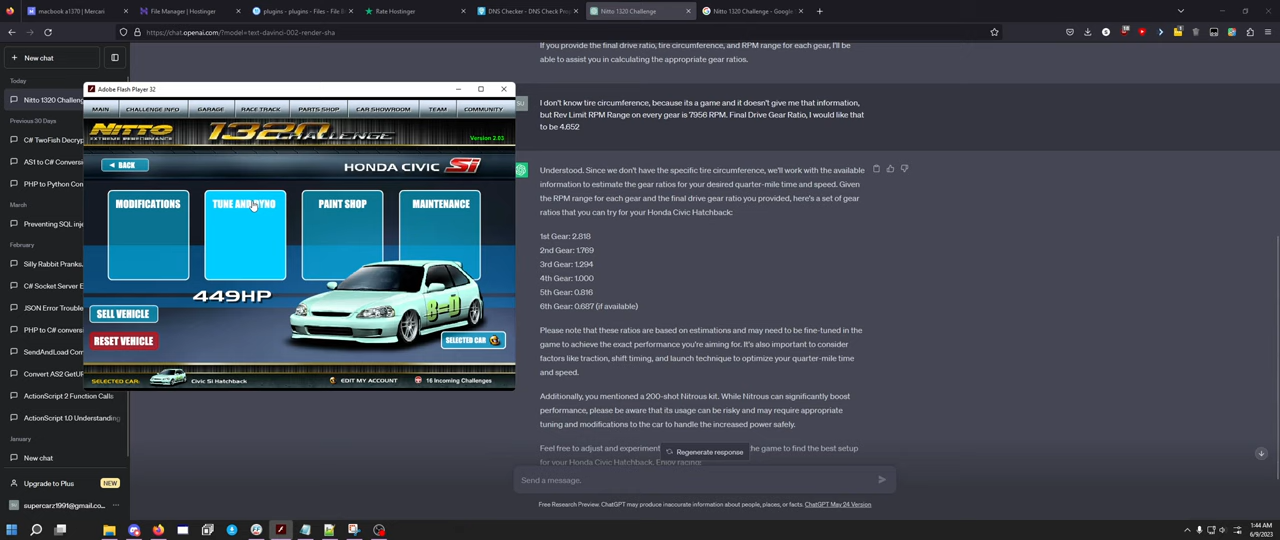 macbook a1370 | Mercari
File Manager | Hostinger
plugins - plugins - Files - File B
Rate Hostinger
DNS Checker - DNS Check Prop
Nitto 1320 Challenge
Nitto 1320 Challenge - Google
https://chat.openai.com/?model=text-davinci-002-render-sha
New chat
Today
Nitto 1320 Challeng
Previous 30 Days
C# TwoFish Decrypt
AS1 to C# Conversi
PHP to Python Con
March
Preventing SQL inje
February
Silly Rabbit Pranks.
C# Socket Server E
JSON Error Trouble
PHP to C# convers
SendAndLoad Com
Convert AS2 GetUF
ActionScript 2 Function Calls
ActionScript 1.0 Understanding
January
New chat
Upgrade to Plus
NEW
supercarz1991@gmail.co...
Adobe Flash Player 32
MAIN
CHALLENGE INFO
GARAGE
RACE TRACK
PARTS SHOP
CAR SHOWROOM
TEAM
COMMUNITY
NITTO
EXTREME PERFORMANCE
1320
CHALLENGE
Version 2.03
BACK
HONDA CIVIC Si
MODIFICATIONS
TUNE AND DYNO
PAINT SHOP
MAINTENANCE
449HP
SELL VEHICLE
RESET VEHICLE
SELECTED CAR
SELECTED CAR:
Civic Si Hatchback
EDIT MY ACCOUNT
16 Incoming Challenges
If you provide the final drive ratio, tire circumference, and RPM range for each gear, I'll be
able to assist you in calculating the appropriate gear ratios.
SU
I don't know tire circumference, because its a game and it doesn't give me that information,
but Rev Limit RPM Range on every gear is 7956 RPM. Final Drive Gear Ratio, I would like that
to be 4.652
Understood. Since we don't have the specific tire circumference, we'll work with the available
information to estimate the gear ratios for your desired quarter-mile time and speed. Given
the RPM range for each gear and the final drive gear ratio you provided, here's a set of gear
ratios that you can try for your Honda Civic Hatchback:
1st Gear: 2.818
2nd Gear: 1.769
3rd Gear: 1.294
4th Gear: 1.000
5th Gear: 0.816
6th Gear: 0.687 (if available)
Please note that these ratios are based on estimations and may need to be fine-tuned in the
game to achieve the exact performance you're aiming for. It's also important to consider
factors like traction, shift timing, and launch technique to optimize your quarter-mile time
and speed.
Additionally, you mentioned a 200-shot Nitrous kit. While Nitrous can significantly boost
performance, please be aware that its usage can be risky and may require appropriate
tuning and modifications to the car to handle the increased power safely.
Feel free to adjust and experiment he game to find the best setup
for your Honda Civic Hatchback. Enjoy racing!
Regenerate response
Send a message.
Free Research Preview. ChatGPT may produce inaccurate information about people, places, or facts. ChatGPT May 24 Version
1:44 AM
6/9/2023